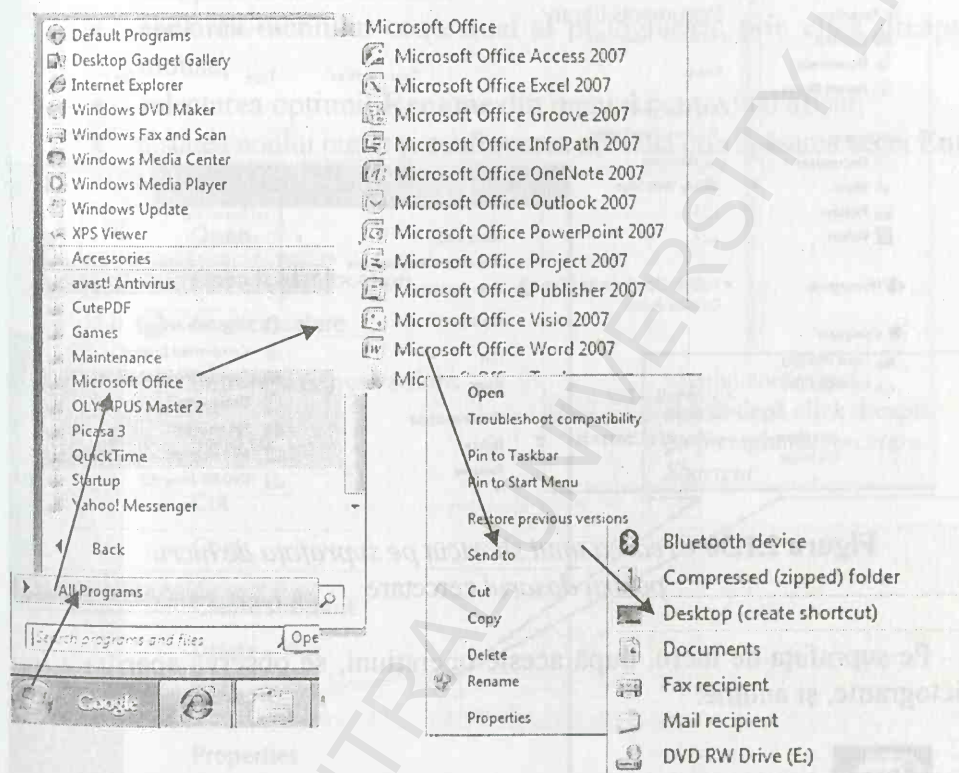 Default Programs
Desktop Gadget Gallery
Internet Explorer
Windows DVD Maker
Windows Fax and Scan
Windows Media Center
Windows Media Player
Windows Update
XPS Viewer
Accessories
avast! Antivirus
CutePDF
Games
Maintenance
Microsoft Office
OLYMPUS Master 2
Picasa 3
QuickTime
Startup
Yahoo! Messenger
Back
All Programs
Search programs and files
Ope
Google
Microsoft Office
Microsoft Office Access 2007
Microsoft Office Excel 2007
Microsoft Office Groove 2007
Microsoft Office InfoPath 2007
Microsoft Office OneNote 2007
Microsoft Office Outlook 2007
Microsoft Office PowerPoint 2007
Microsoft Office Project 2007
Microsoft Office Publisher 2007
Microsoft Office Visio 2007
Microsoft Office Word 2007
Open
Troubleshoot compatibility
Pin to Taskbar
Pin to Start Menu
Restore previous versions
Send to
Cut
Copy
Delete
Rename
Properties
Bluetooth device
Compressed (zipped) folder
Desktop (create shortcut)
Documents
Fax recipient
Mail recipient
DVD RW Drive (E:)
TRAL UNIVERSITY L